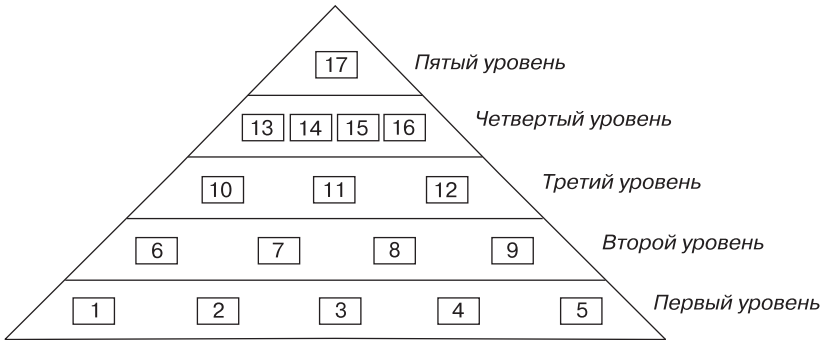 17 Пятый уровень
13 14 15 16 Четвертый уровень
10 11 12 Третий уровень
6 7 8 9 Второй уровень
1 2 3 4 5 Первый уровень